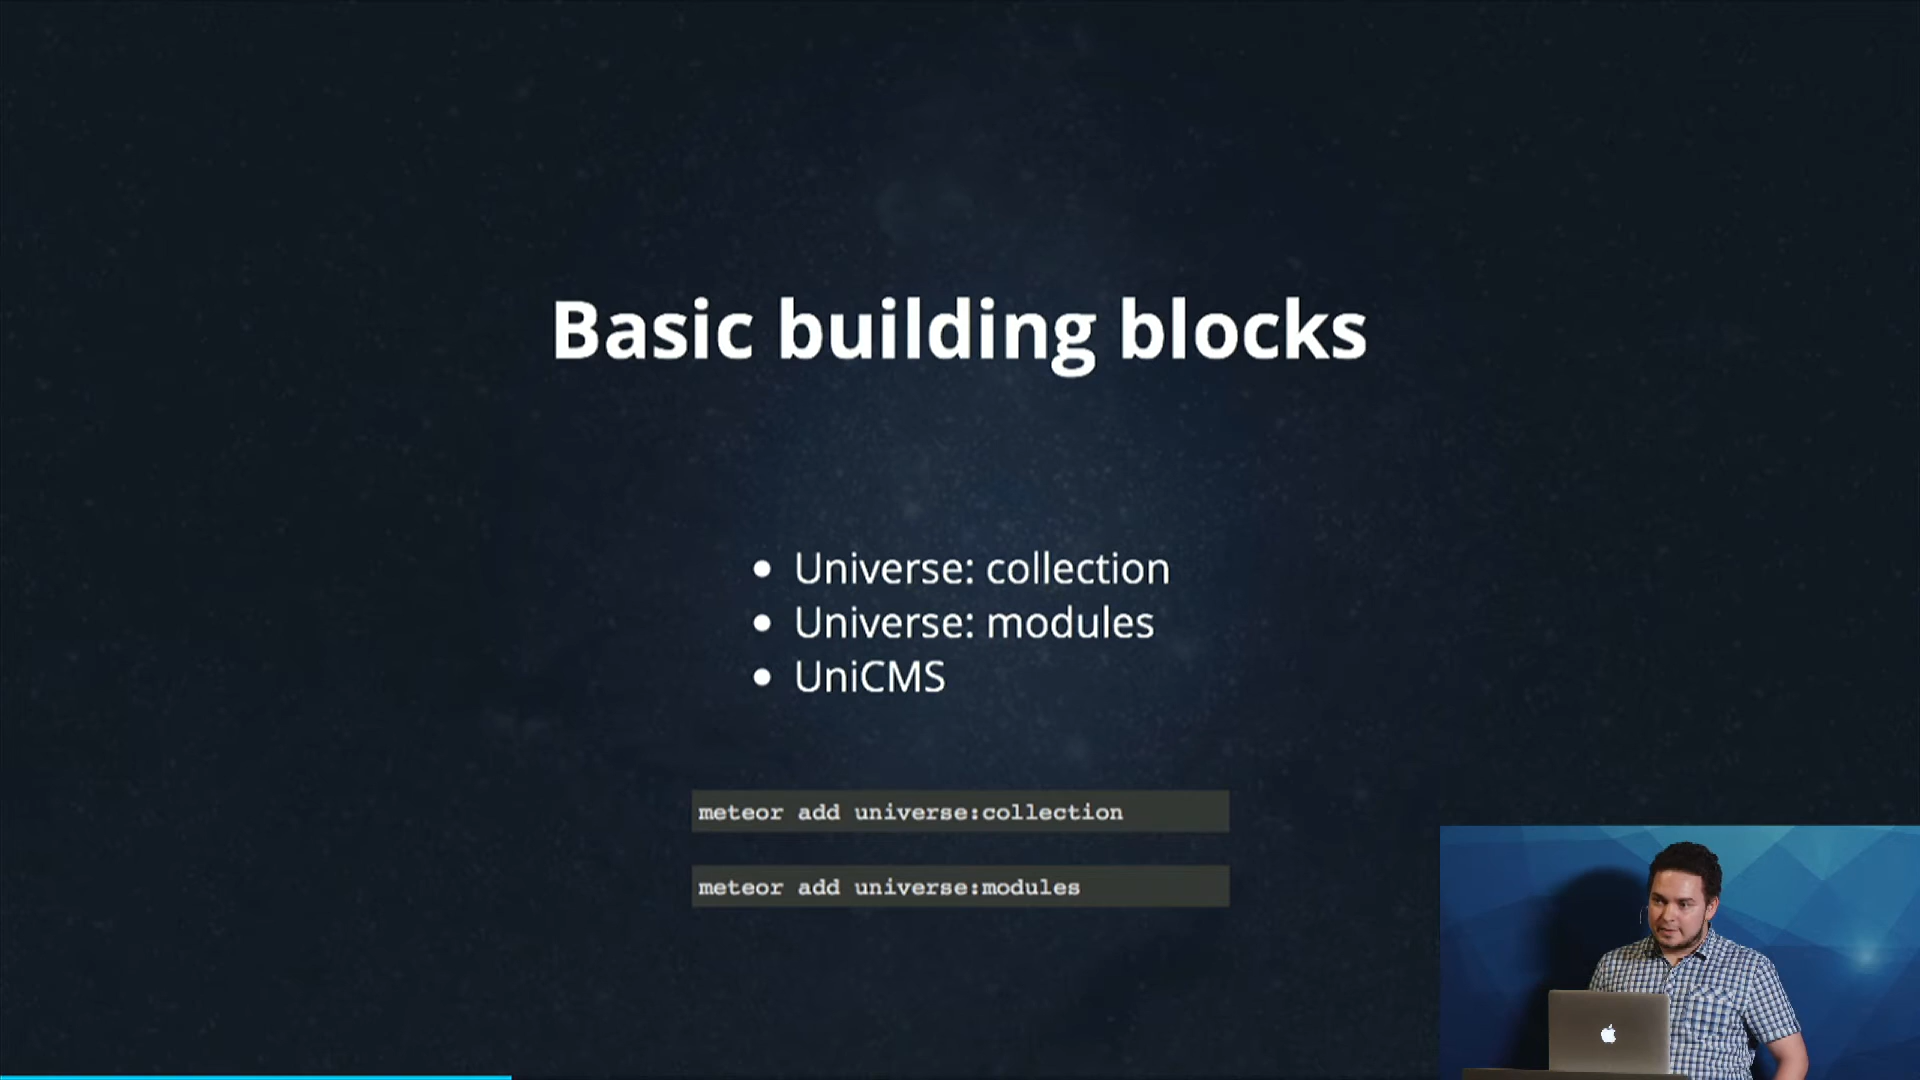 Basic building blocks
Universe: collection
Universe: modules
UniCMS
meteor add universe:collection
meteor add universe:modules